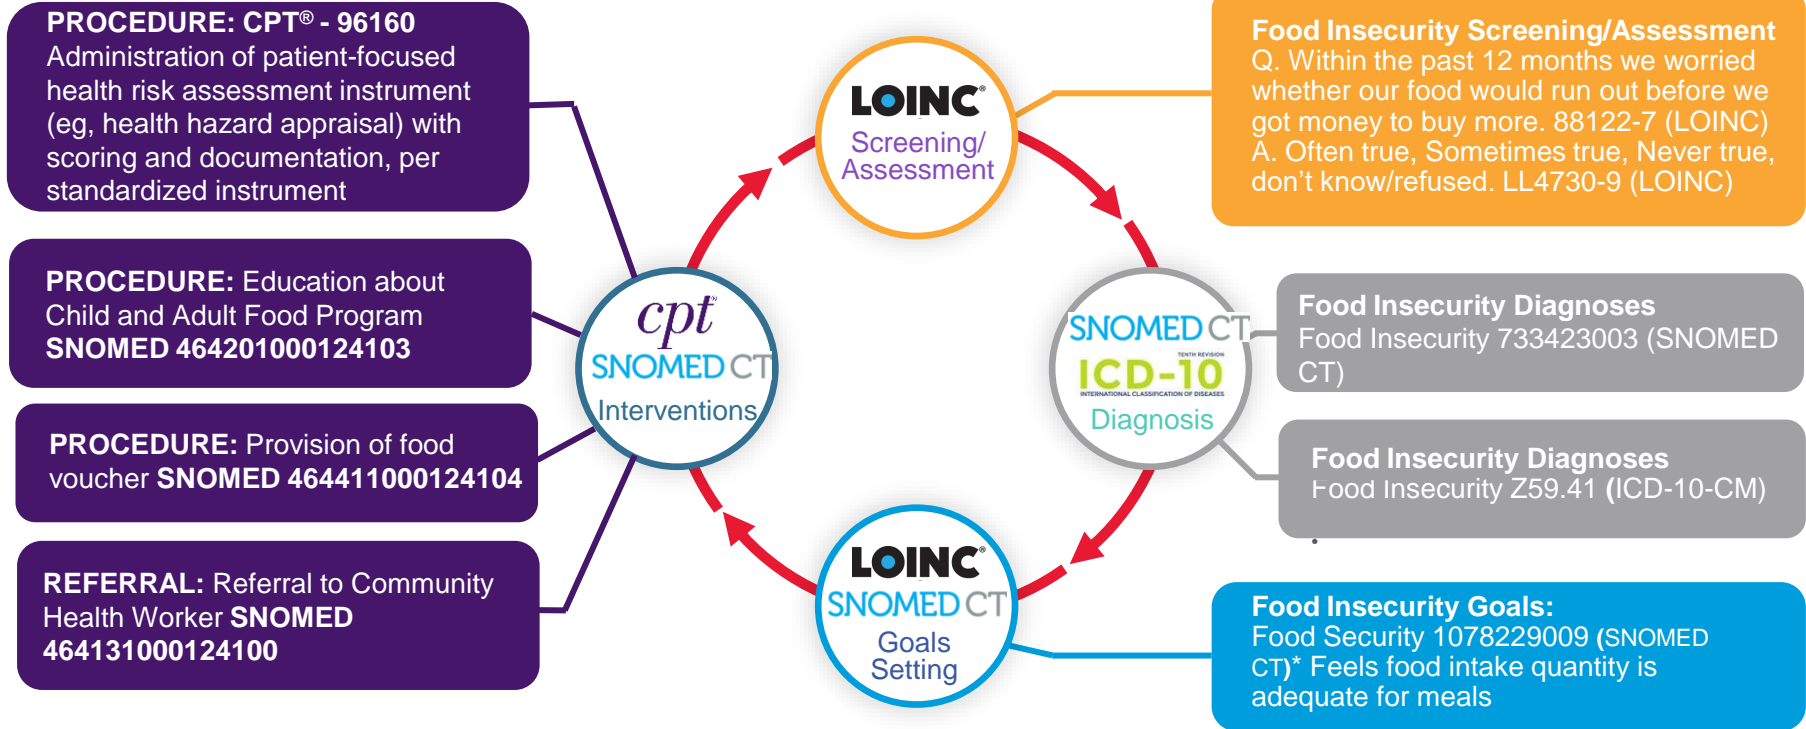 PROCEDURE: CPT® - 96160
Administration of patient-focused
health risk assessment instrument
(eg, health hazard appraisal) with
scoring and documentation, per
standardized instrument
PROCEDURE: Education about
Child and Adult Food Program
SNOMED 464201000124103
PROCEDURE: Provision of food
voucher SNOMED 464411000124104
REFERRAL: Referral to Community
Health Worker SNOMED
464131000124100
LOINC®
Screening/
Assessment
cpt®
SNOMED CT
Interventions
SNOMED CT
TENTH REVISION
ICD-10
INTERNATIONAL CLASSIFICATION OF DISEASES
Diagnosis
LOINC®
SNOMED CT
Goals
Setting
Food Insecurity Screening/Assessment
Q. Within the past 12 months we worried
whether our food would run out before we
got money to buy more. 88122-7 (LOINC)
A. Often true, Sometimes true, Never true,
don’t know/refused. LL4730-9 (LOINC)
Food Insecurity Diagnoses
Food Insecurity 733423003 (SNOMED
CT)
Food Insecurity Diagnoses
Food Insecurity Z59.41 (ICD-10-CM)
Food Insecurity Goals:
Food Security 1078229009 (SNOMED
CT)* Feels food intake quantity is
adequate for meals